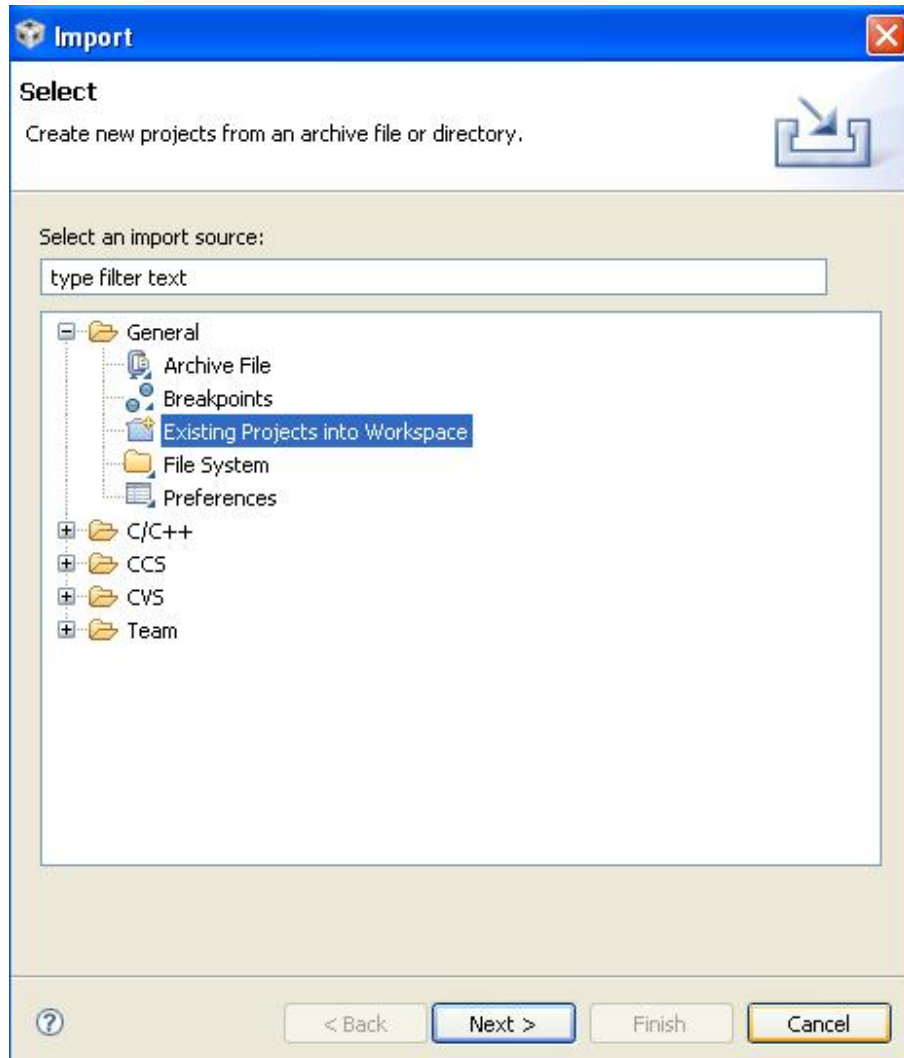 Import
Select
Create new projects from an archive file or directory.
Select an import source:
type filter text
General
Archive File
Breakpoints
Existing Projects into Workspace
File System
Preferences
C/C++
CCS
CVS
Team
< Back Next > Finish Cancel